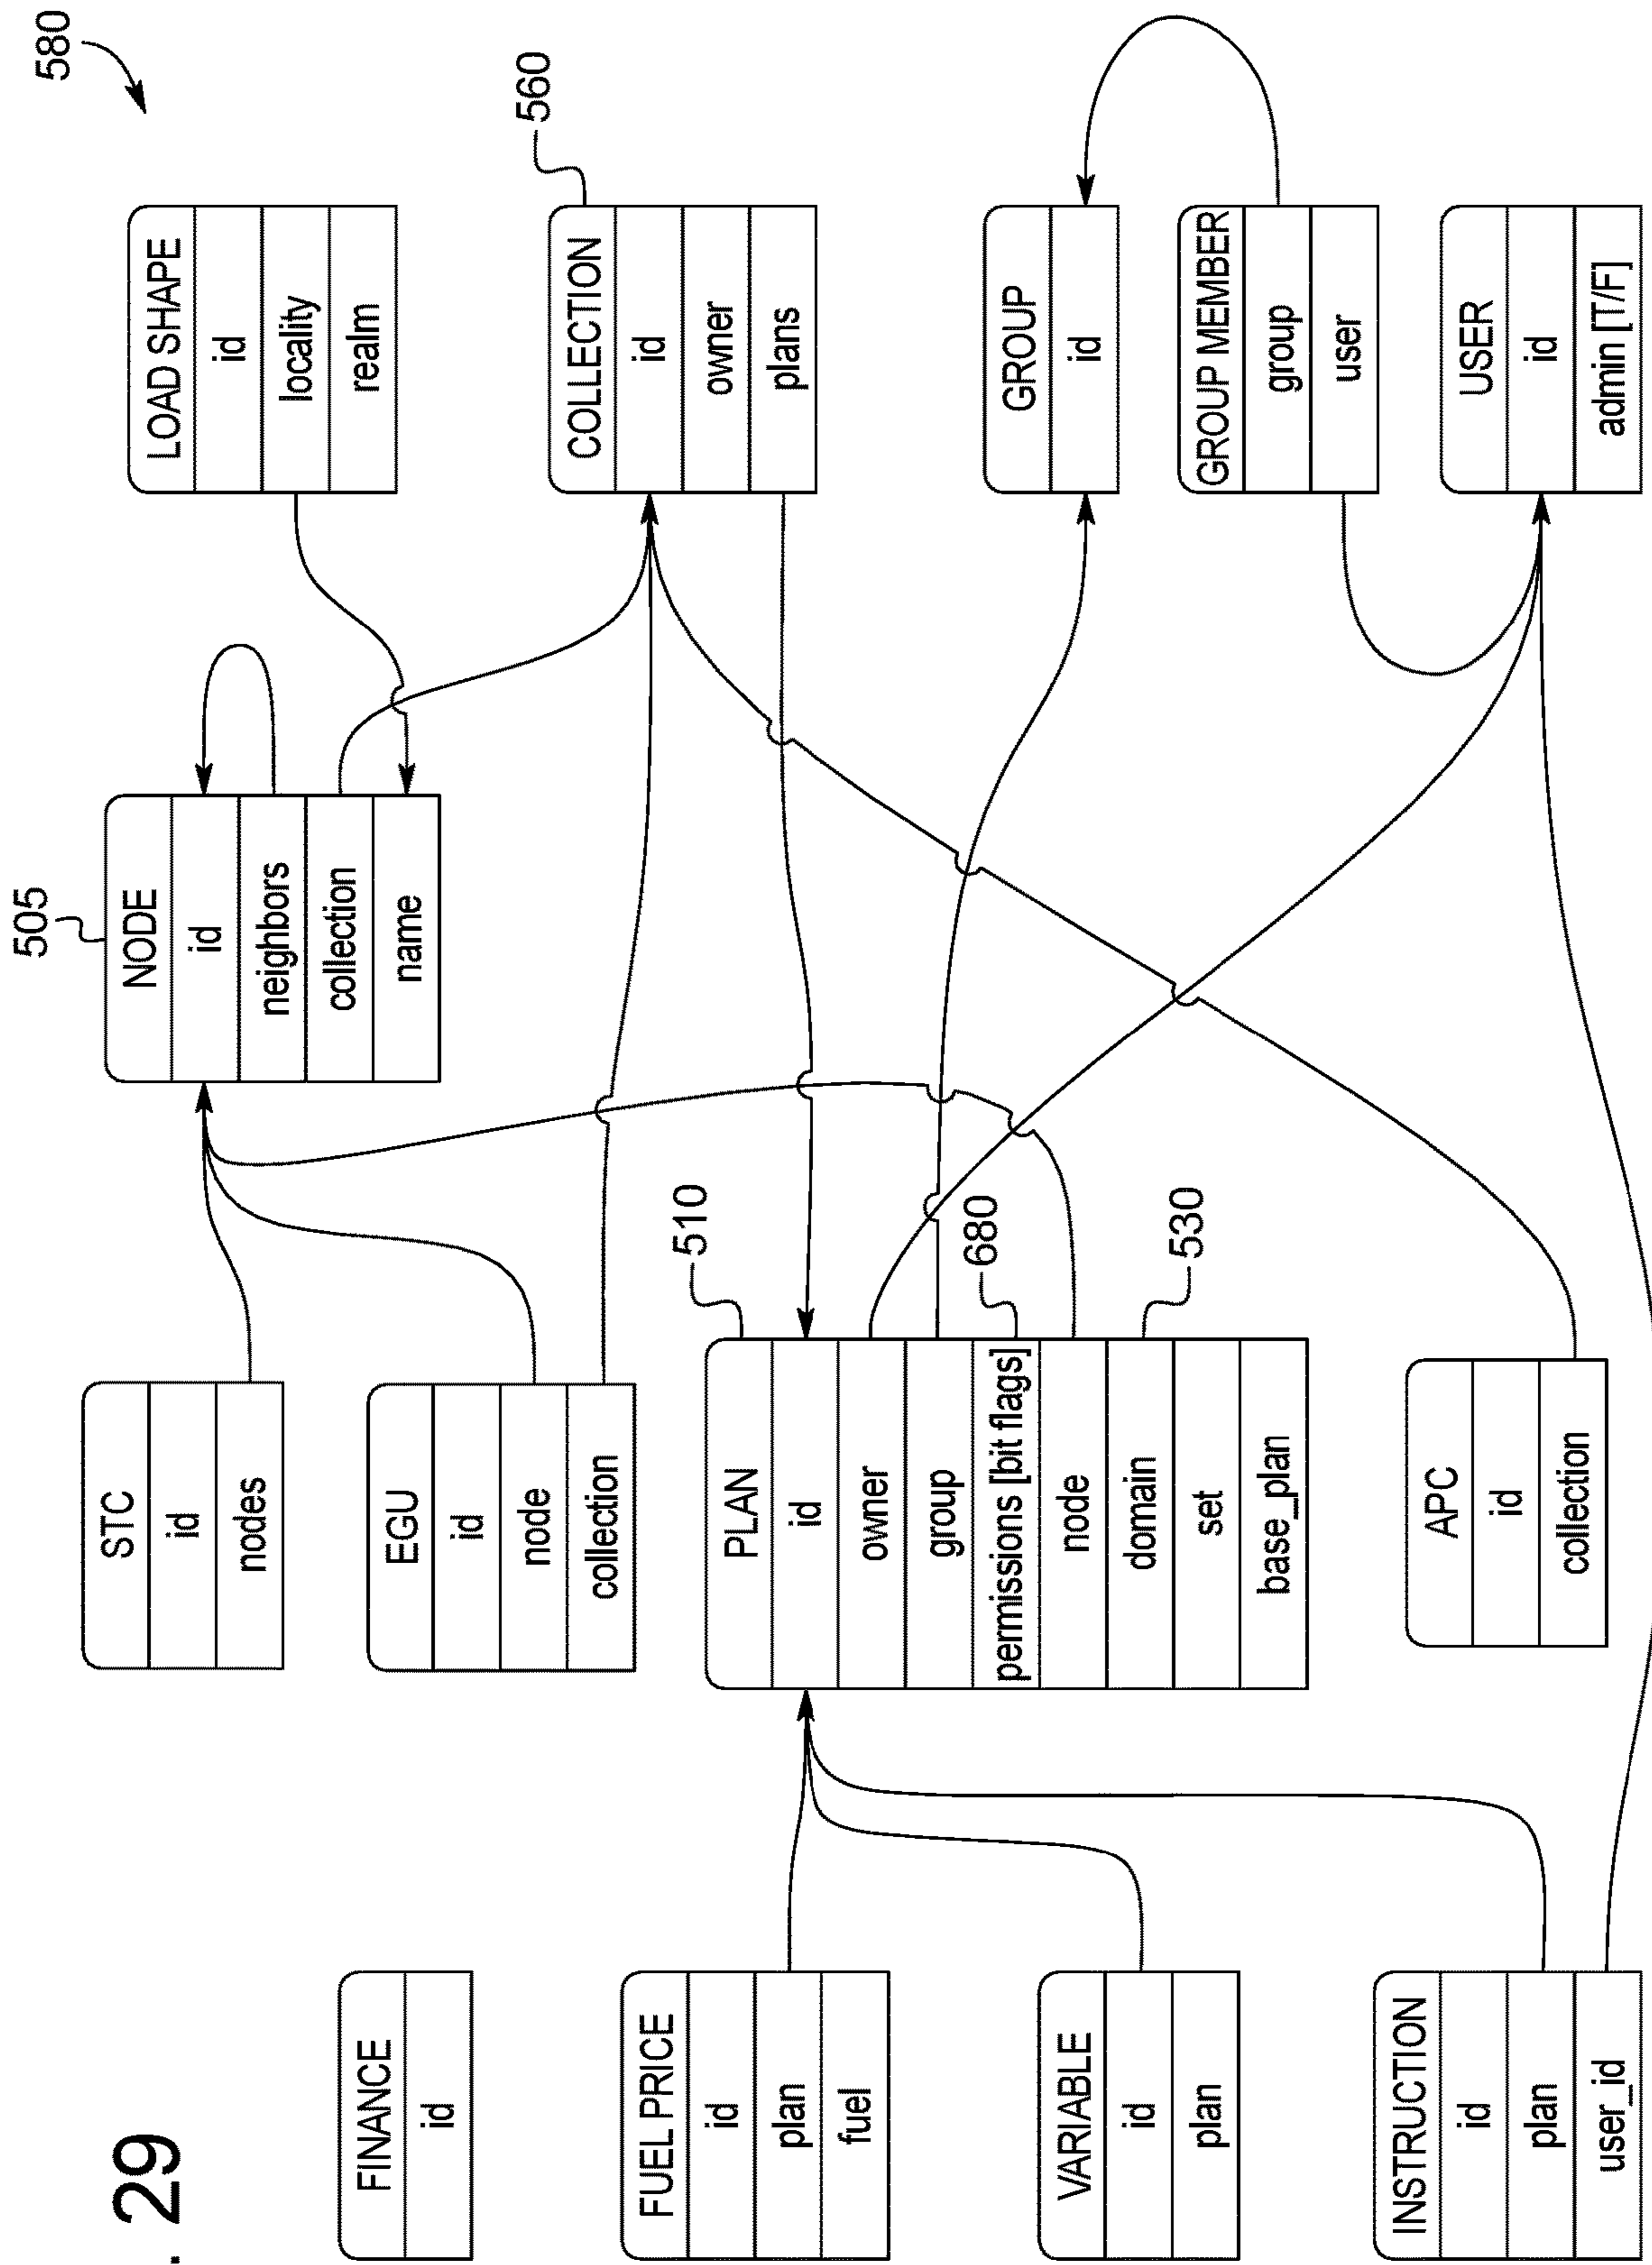 . 29
580
FINANCE
id
FUEL PRICE
id
plan
fuel
VARIABLE
id
plan
INSTRUCTION
id
plan
user_id
STC
id
nodes
EGU
id
node
collection
510
PLAN
id
owner
group
permissions [bit flags]
680
node
domain
530
set
base_plan
APC
id
collection
505
NODE
id
neighbors
collection
name
LOAD SHAPE
id
locality
realm
560
COLLECTION
id
owner
plans
GROUP
id
GROUP MEMBER
group
user
USER
id
admin [T/F]